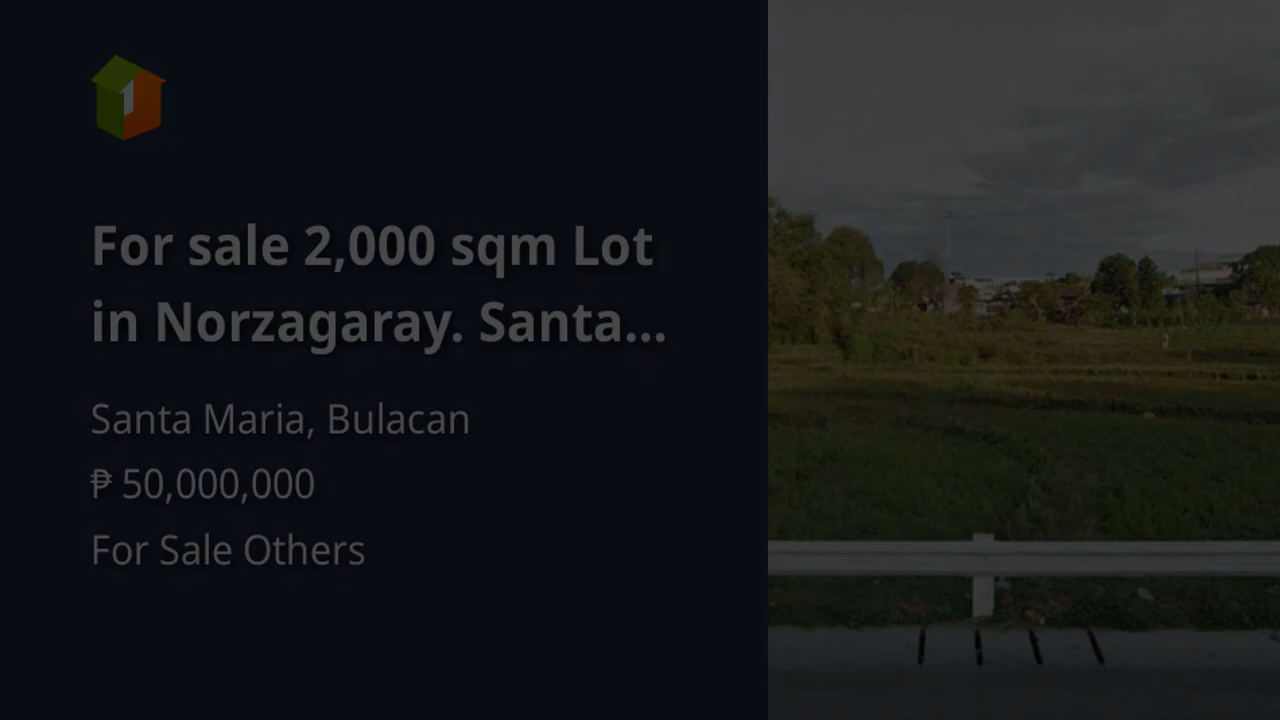 For sale 2,000 sqm Lot
in Norzagaray. Santa...
Santa Maria, Bulacan
₱ 50,000,000
For Sale Others